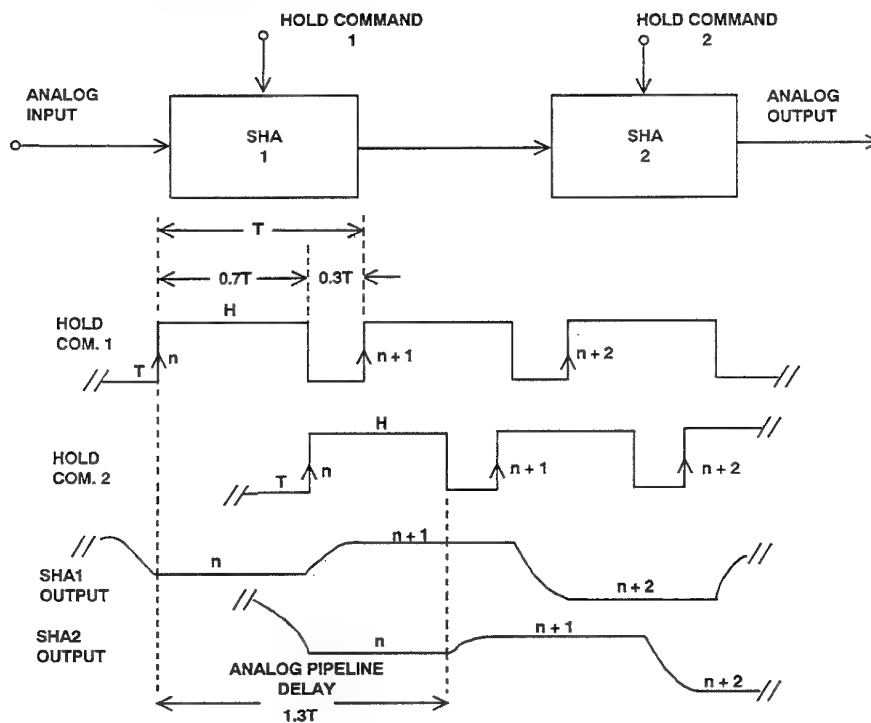 HOLD COMMAND
1
HOLD COMMAND
2
ANALOG
INPUT
SHA
1
SHA
2
ANALOG
OUTPUT
T
0.7T
0.3T
HOLD
COM. 1
H
T
n
n + 1
n + 2
HOLD
COM. 2
H
T
n
n + 1
n + 2
SHA1
OUTPUT
n
n + 1
n + 2
SHA2
OUTPUT
n
n + 1
n + 2
ANALOG PIPELINE
DELAY
1.3T